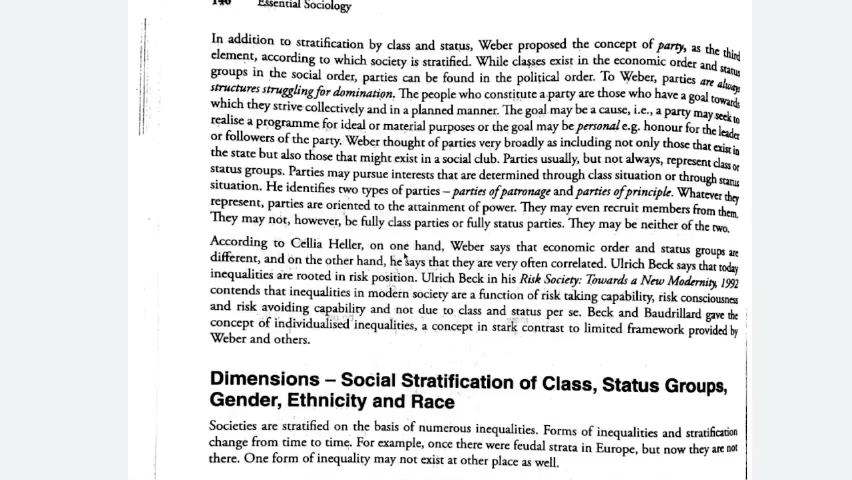 146 Essential Sociology
In addition to stratification by class and status, Weber proposed the concept of party, as the third
element, according to which society is stratified. While classes exist in the economic order and status
groups in the social order, parties can be found in the political order. To Weber, parties are always
structures struggling for domination. The people who constitute a party are those who have a goal towards
which they strive collectively and in a planned manner. The goal may be a cause, i.e., a party may seek to
realise a programme for ideal or material purposes or the goal may be personal e.g. honour for the leader
or followers of the party. Weber thought of parties very broadly as including not only those that exist in
the state but also those that might exist in a social club. Parties usually, but not always, represent class or
status groups. Parties may pursue interests that are determined through class situation or through status
situation. He identifies two types of parties – parties of patronage and parties of principle. Whatever they
represent, parties are oriented to the attainment of power. They may even recruit members from them.
They may not, however, be fully class parties or fully status parties. They may be neither of the two.
According to Cellia Heller, on one hand, Weber says that economic order and status groups are
different, and on the other hand, he says that they are very often correlated. Ulrich Beck says that today
inequalities are rooted in risk position. Ulrich Beck in his Risk Society: Towards a New Modernity, 1992
contends that inequalities in modern society are a function of risk taking capability, risk consciousness
and risk avoiding capability and not due to class and status per se. Beck and Baudrillard gave the
concept of individualised inequalities, a concept in stark contrast to limited framework provided by
Weber and others.
Dimensions – Social Stratification of Class, Status Groups,
Gender, Ethnicity and Race
Societies are stratified on the basis of numerous inequalities. Forms of inequalities and stratification
change from time to time. For example, once there were feudal strata in Europe, but now they are not
there. One form of inequality may not exist at other place as well.